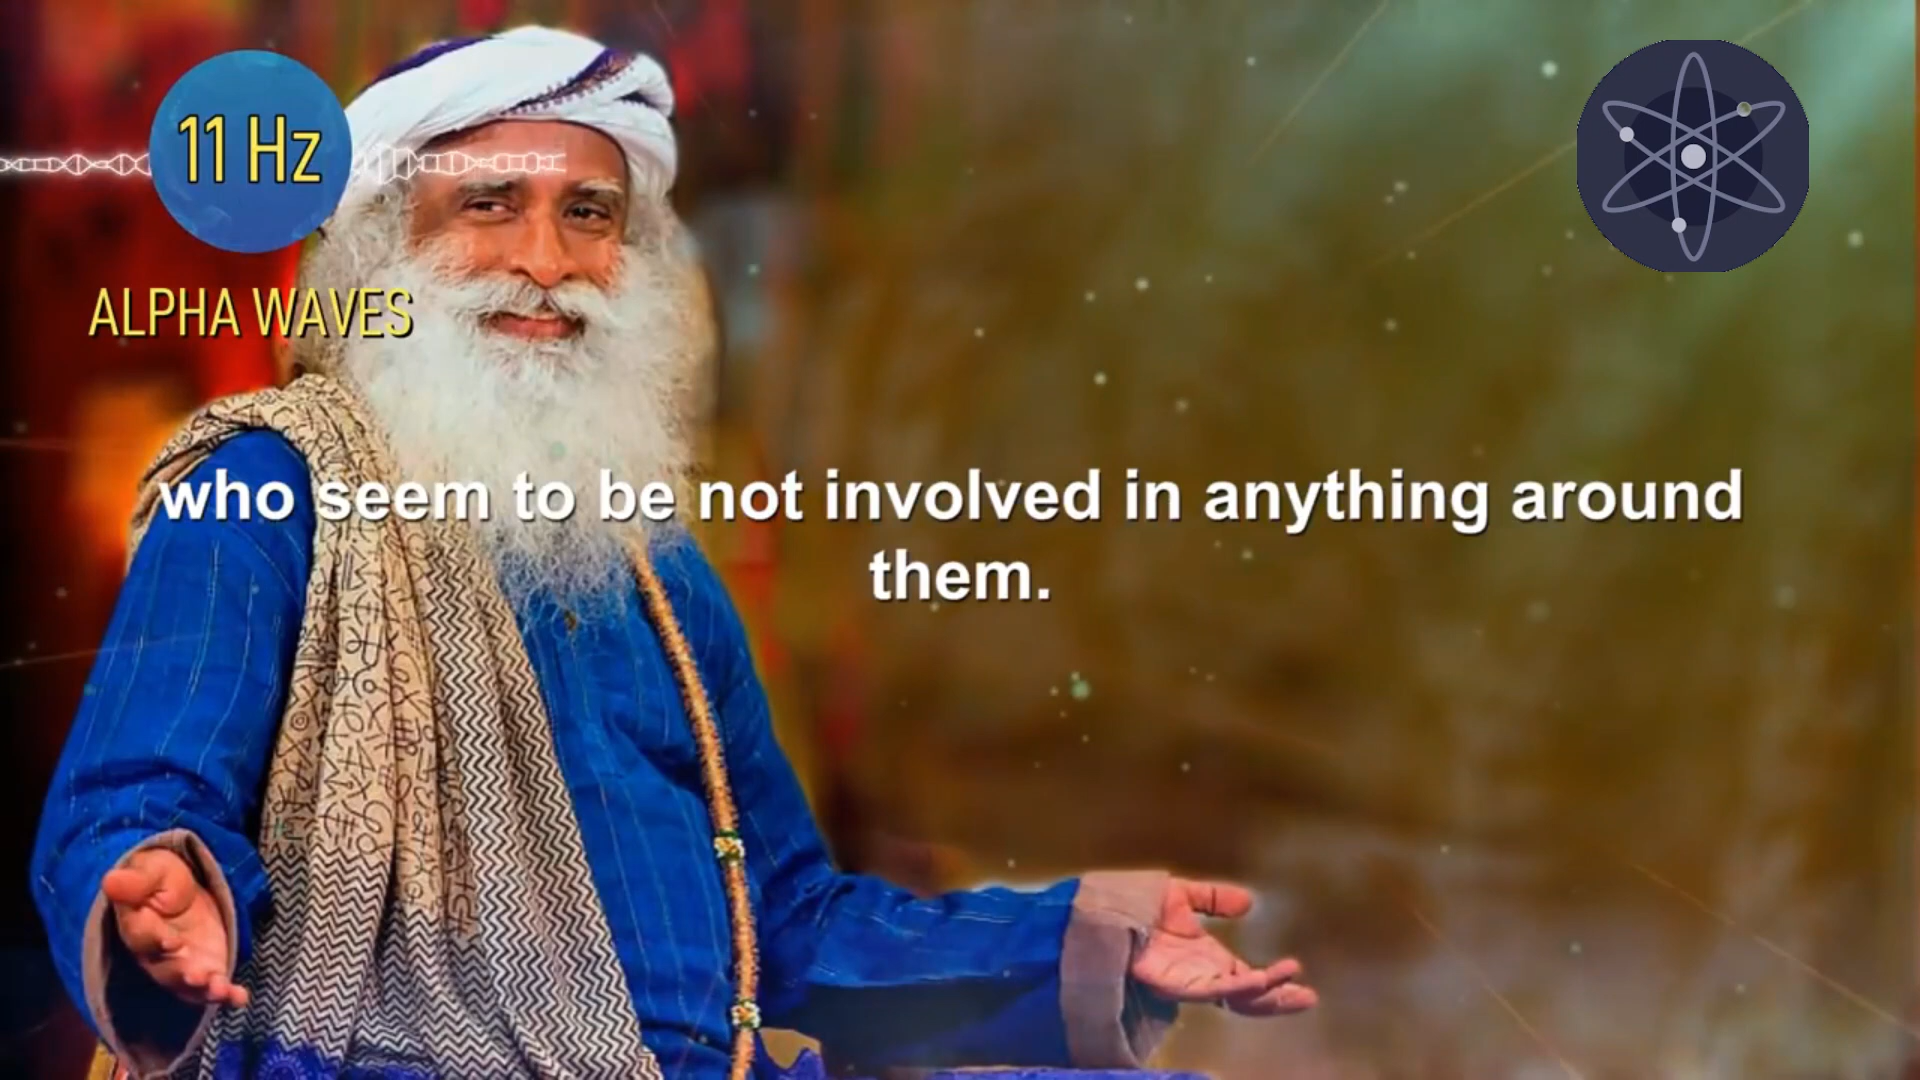 11 Hz
ALPHA WAVES
who seem to be not involved in anything around
them.